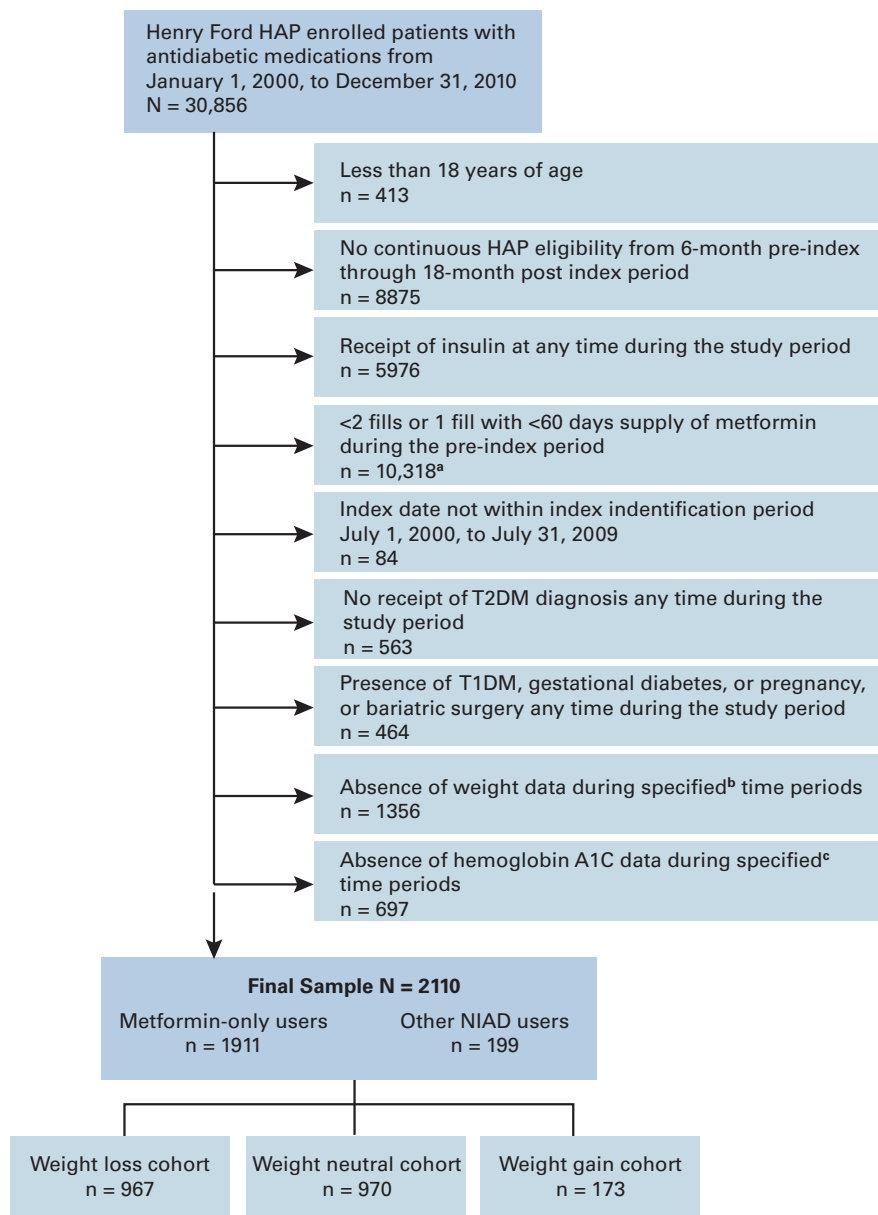 Henry Ford HAP enrolled patients with
antidiabetic medications from
January 1, 2000, to December 31, 2010
N = 30,856
Less than 18 years of age
n = 413
No continuous HAP eligibility from 6-month pre-index
through 18-month post index period
n = 8875
Receipt of insulin at any time during the study period
n = 5976
<2 fills or 1 fill with <60 days supply of metformin
during the pre-index period
n = 10,318a
Index date not within index indentification period
July 1, 2000, to July 31, 2009
n = 84
No receipt of T2DM diagnosis any time during the
study period
n = 563
Presence of T1DM, gestational diabetes, or pregnancy,
or bariatric surgery any time during the study period
n = 464
Absence of weight data during specifiedb time periods
n = 1356
Absence of hemoglobin A1C data during specifiedc
time periods
n = 697
Final Sample N = 2110
Metformin-only users
n = 1911
Other NIAD users
n = 199
Weight loss cohort
n = 967
Weight neutral cohort
n = 970
Weight gain cohort
n = 173